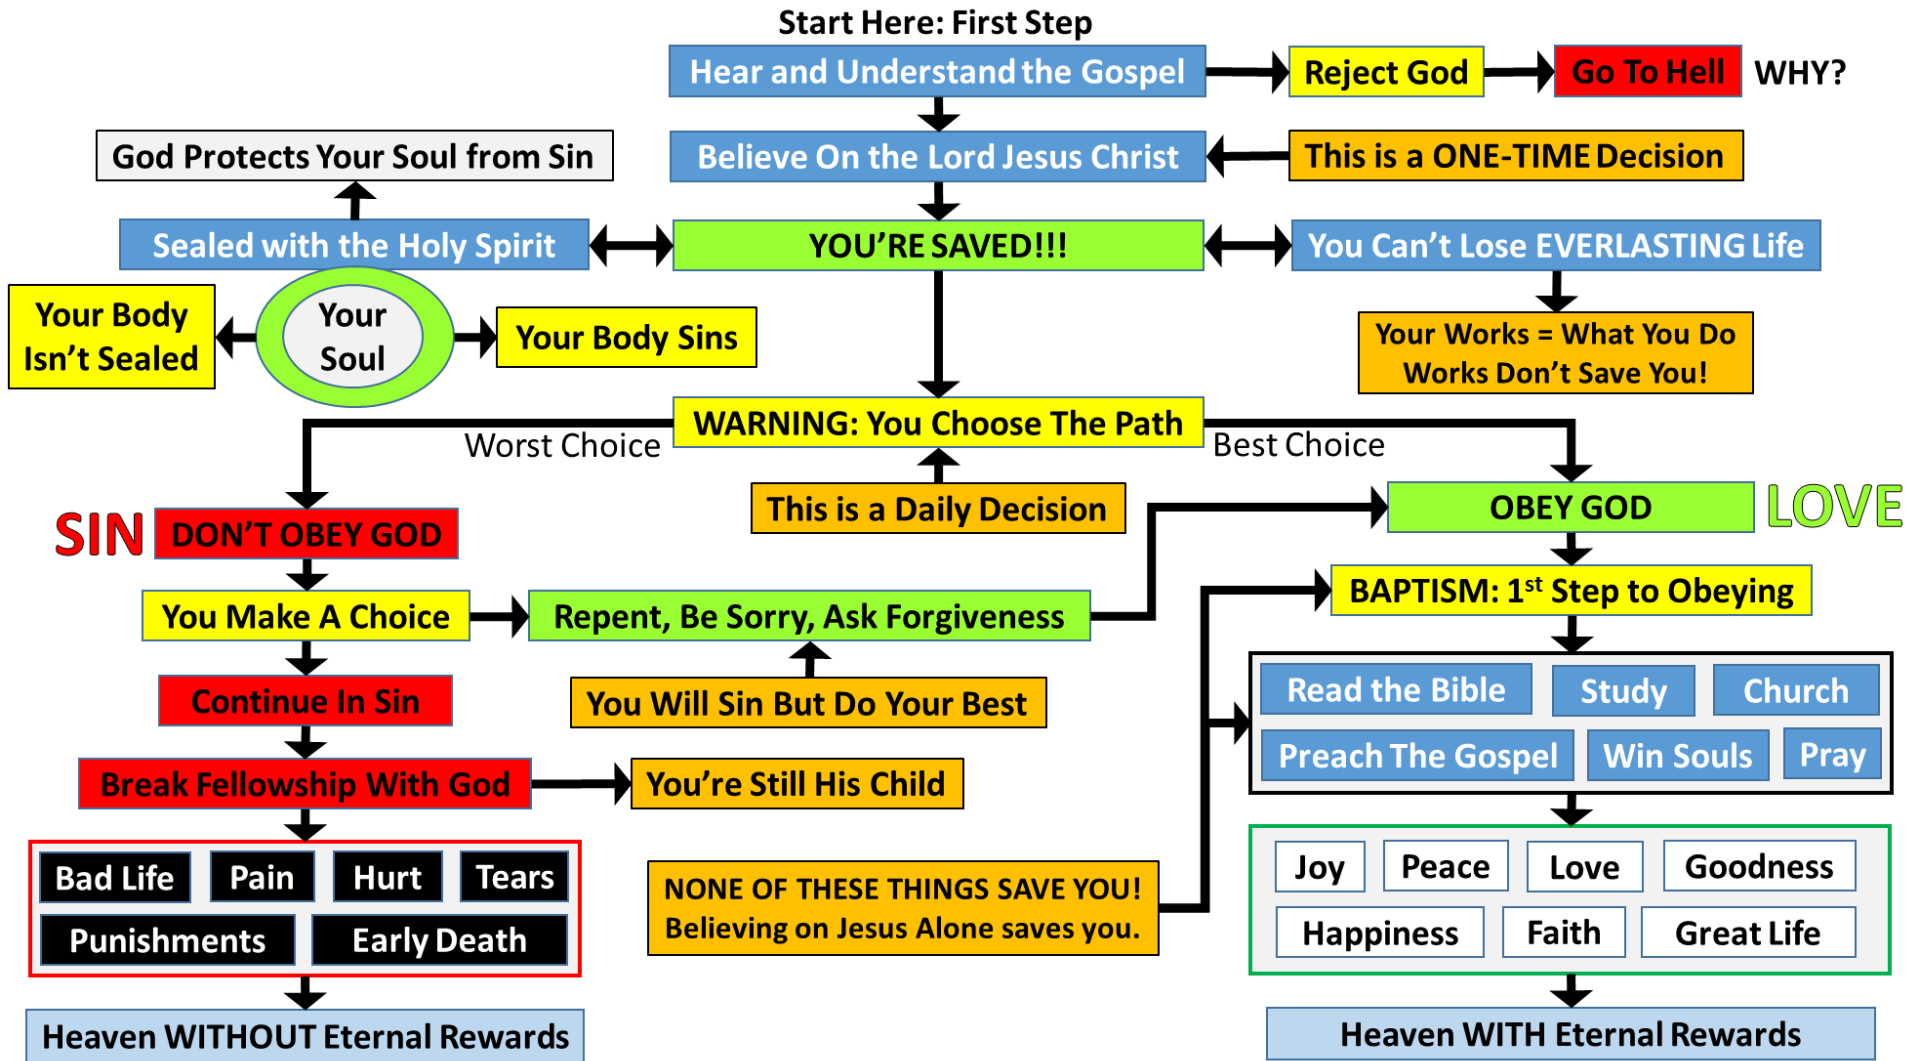 Start Here: First Step
Hear and Understand the Gospel
Reject God
Go To Hell
WHY?
God Protects Your Soul from Sin
Believe On the Lord Jesus Christ
This is a ONE-TIME Decision
Sealed with the Holy Spirit
YOU'RE SAVED!!!
You Can't Lose EVERLASTING Life
Your Body
Isn't Sealed
Your
Soul
Your Body Sins
Your Works = What You Do
Works Don't Save You!
WARNING: You Choose The Path
Worst Choice
Best Choice
This is a Daily Decision
SIN
DON'T OBEY GOD
OBEY GOD
LOVE
You Make A Choice
Repent, Be Sorry, Ask Forgiveness
BAPTISM: 1st Step to Obeying
Continue In Sin
You Will Sin But Do Your Best
Read the Bible
Study
Church
Preach The Gospel
Win Souls
Pray
Break Fellowship With God
You're Still His Child
Bad Life
Pain
Hurt
Tears
Punishments
Early Death
NONE OF THESE THINGS SAVE YOU!
Believing on Jesus Alone saves you.
Joy
Peace
Love
Goodness
Happiness
Faith
Great Life
Heaven WITHOUT Eternal Rewards
Heaven WITH Eternal Rewards